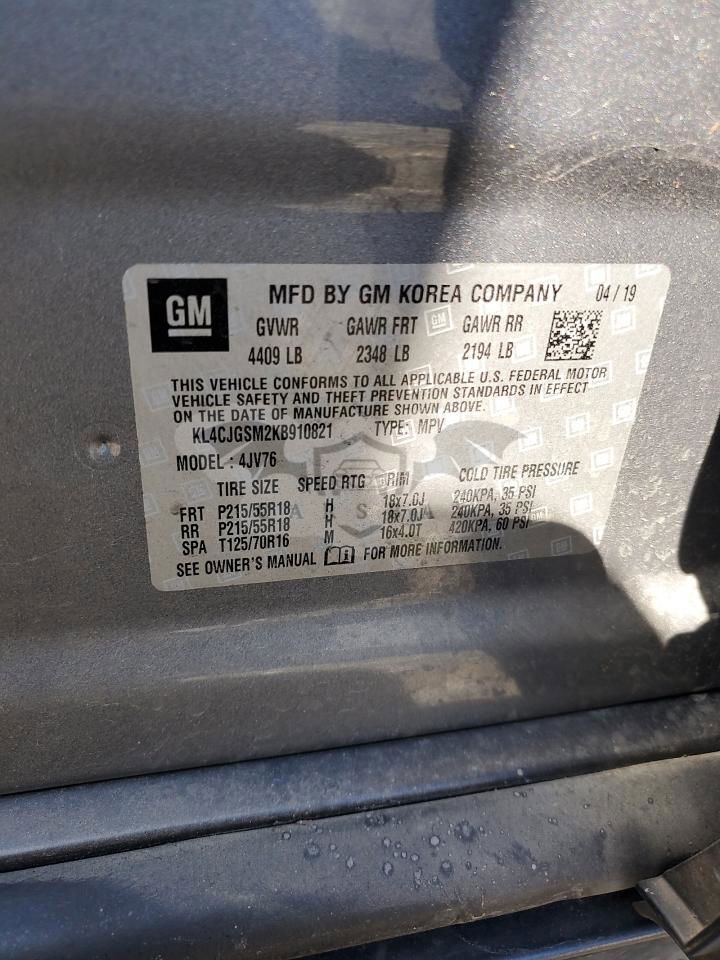 GM MFD BY GM KOREA COMPANY 04 / 19
GVWR GAWR FRT GAWR RR
4409 LB 2348 LB 2194 LB
THIS VEHICLE CONFORMS TO ALL APPLICABLE U.S. FEDERAL MOTOR
VEHICLE SAFETY AND THEFT PREVENTION STANDARDS IN EFFECT
ON THE DATE OF MANUFACTURE SHOWN ABOVE.
KL4CJGSM2KB910821 TYPE: MPV
MODEL : 4JV76
TIRE SIZE SPEED RTG RIM COLD TIRE PRESSURE
FRT P215/55R18 H 18x7.0J 240KPA, 35 PSI
RR P215/55R18 H 18x7.0J 240KPA, 35 PSI
SPA T125/70R16 M 16x4.0T 420KPA, 60 PSI
SEE OWNER'S MANUAL FOR MORE INFORMATION.